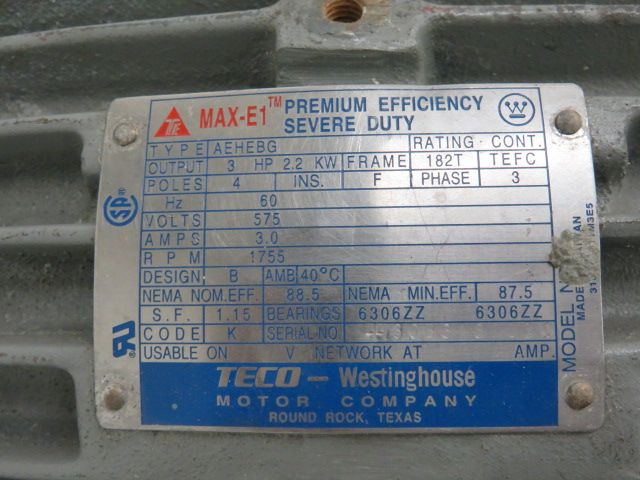 MAX-E1™ PREMIUM EFFICIENCY
SEVERE DUTY
TYPE AEHEBG RATING CONT.
OUTPUT 3 HP 2.2 KW FRAME 182T TEFC
POLES 4 INS. F PHASE 3
Hz 60
VOLTS 575
AMPS 3.0
RPM 1755
DESIGN B AMB 40°C
NEMA NOM.EFF. 88.5 NEMA MIN.EFF. 87.5
S.F. 1.15 BEARINGS 6306ZZ 6306ZZ
CODE K SERIAL NO
USABLE ON V NETWORK AT AMP.
TECO Westinghouse
MOTOR COMPANY
ROUND ROCK, TEXAS
MODEL
MADE